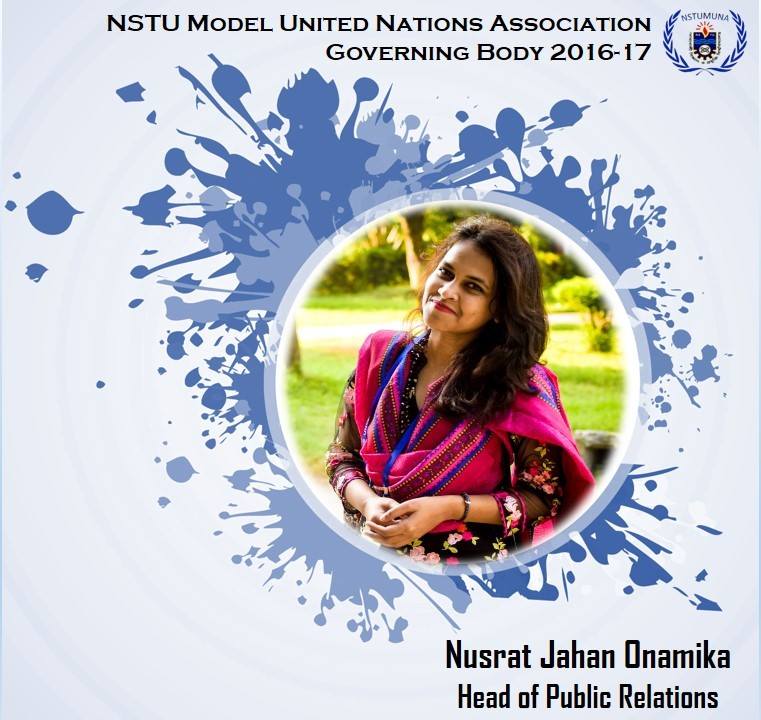 NSTU Model United Nations Association
Governing Body 2016-17
NSTUMUNA
Nusrat Jahan Onamika
Head of Public Relations